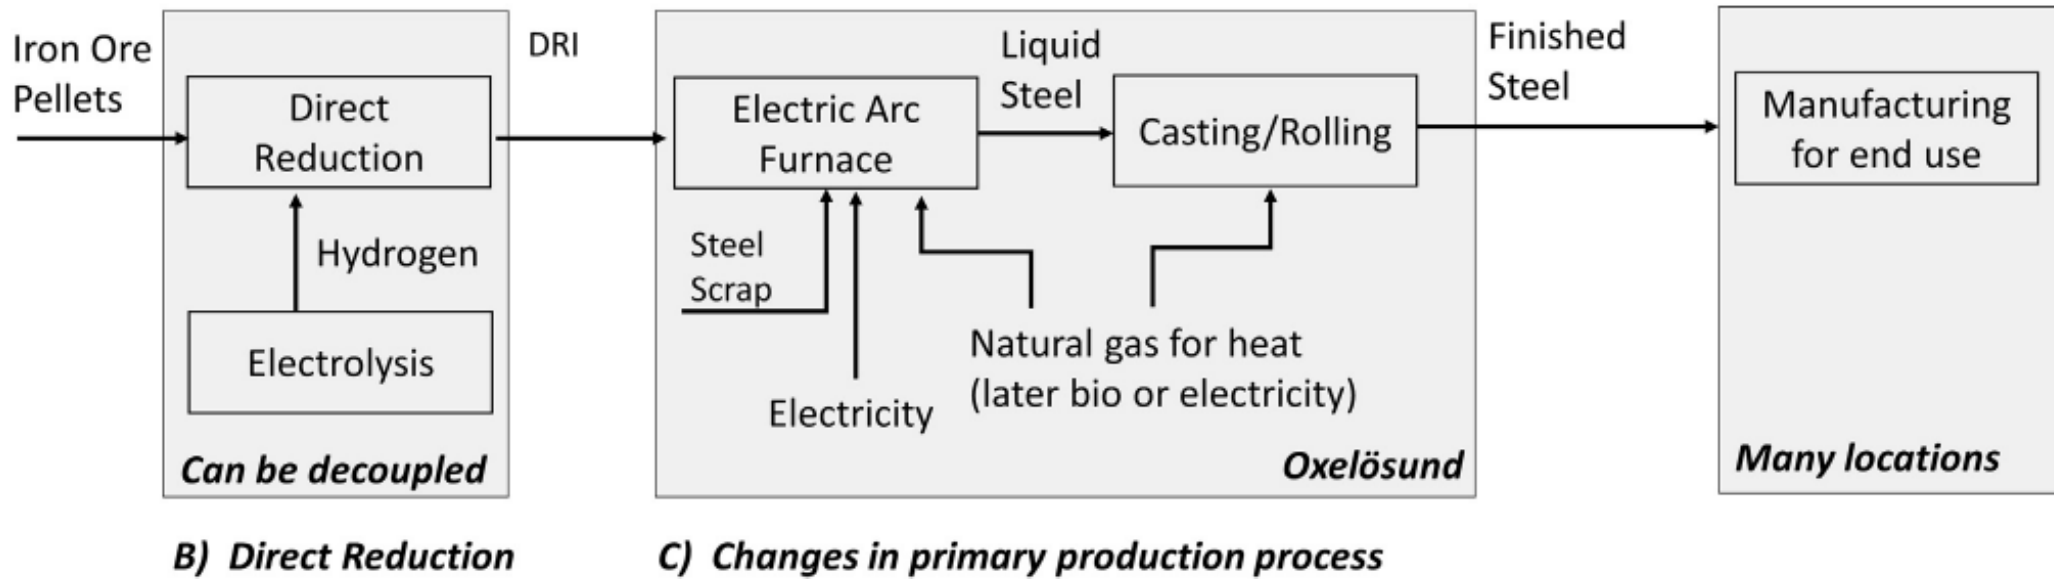 Iron Ore
Pellets
Direct
Reduction
Hydrogen
Electrolysis
Can be decoupled
B) Direct Reduction
DRI
Electric Arc
Furnace
Liquid
Steel
Casting/Rolling
Steel
Scrap
Electricity
Natural gas for heat
(later bio or electricity)
Oxelösund
C) Changes in primary production process
Finished
Steel
Manufacturing
for end use
Many locations